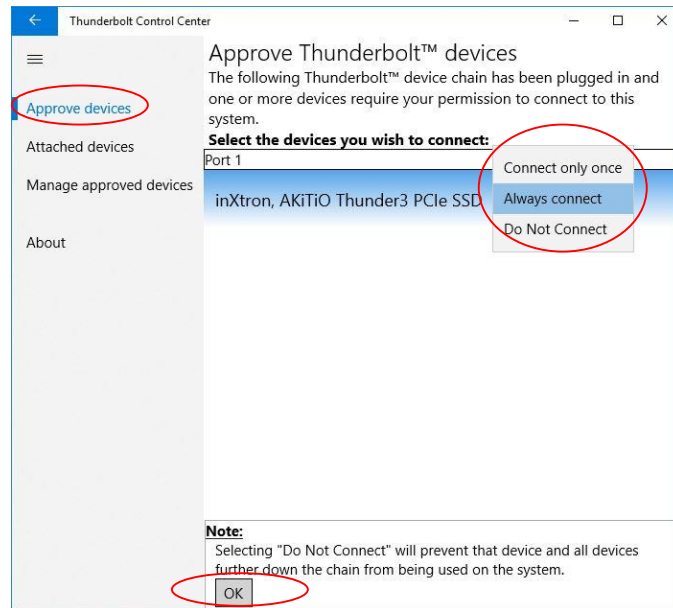 Thunderbolt Control Center
Approve devices
Attached devices
Manage approved devices
About
Approve Thunderbolt™ devices
The following Thunderbolt™ device chain has been plugged in and
one or more devices require your permission to connect to this
system.
Select the devices you wish to connect:
Port 1
inXtron, AKiTiO Thunder3 PCIe SSD
Connect only once
Always connect
Do Not Connect
Note:
Selecting "Do Not Connect" will prevent that device and all devices
further down the chain from being used on the system.
OK